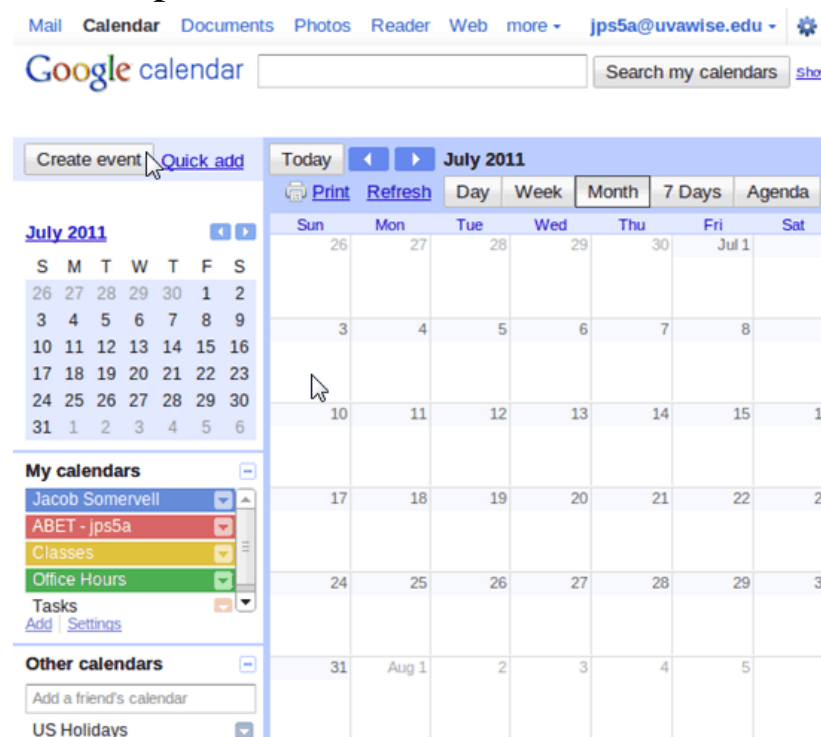 Mail Calendar Documents Photos Reader Web more jps5a@uvawise.edu
Google calendar Search my calendars
Create event Quick add
Today July 2011
Print Refresh Day Week Month 7 Days Agenda
July 2011
S M T W T F S
26 27 28 29 30 1 2
3 4 5 6 7 8 9
10 11 12 13 14 15 16
17 18 19 20 21 22 23
24 25 26 27 28 29 30
31 1 2 3 4 5 6
My calendars
Jacob Somervell
ABET - jps5a
Classes
Office Hours
Tasks
Add Settings
Other calendars
Add a friend's calendar
US Holidays
Sun Mon Tue Wed Thu Fri Sat
26 27 28 29 30 Jul 1
3 4 5 6 7 8
10 11 12 13 14 15
17 18 19 20 21 22
24 25 26 27 28 29
31 Aug 1 2 3 4 5